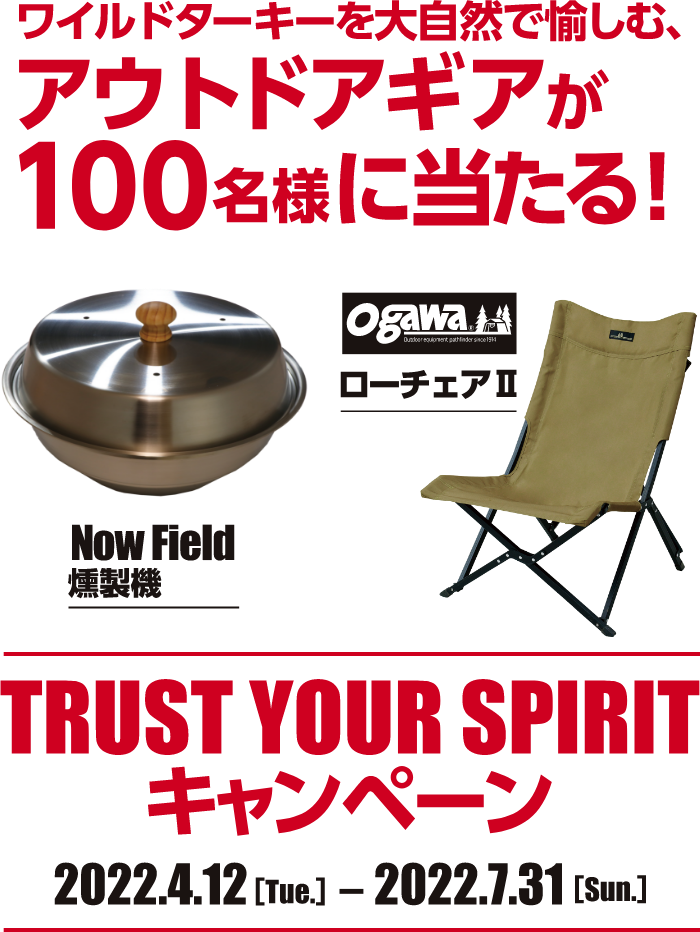 ワイルドターキーを大自然で愉しむ、
アウトドアギアが
100名様に当たる!
Ogawa®
Outdoor equipment pathfinder since1914
ローチェアⅡ
Now Field
燻製機
TRUST YOUR SPIRIT
キャンペーン
2022.4.12[Tue.] – 2022.7.31[Sun.]